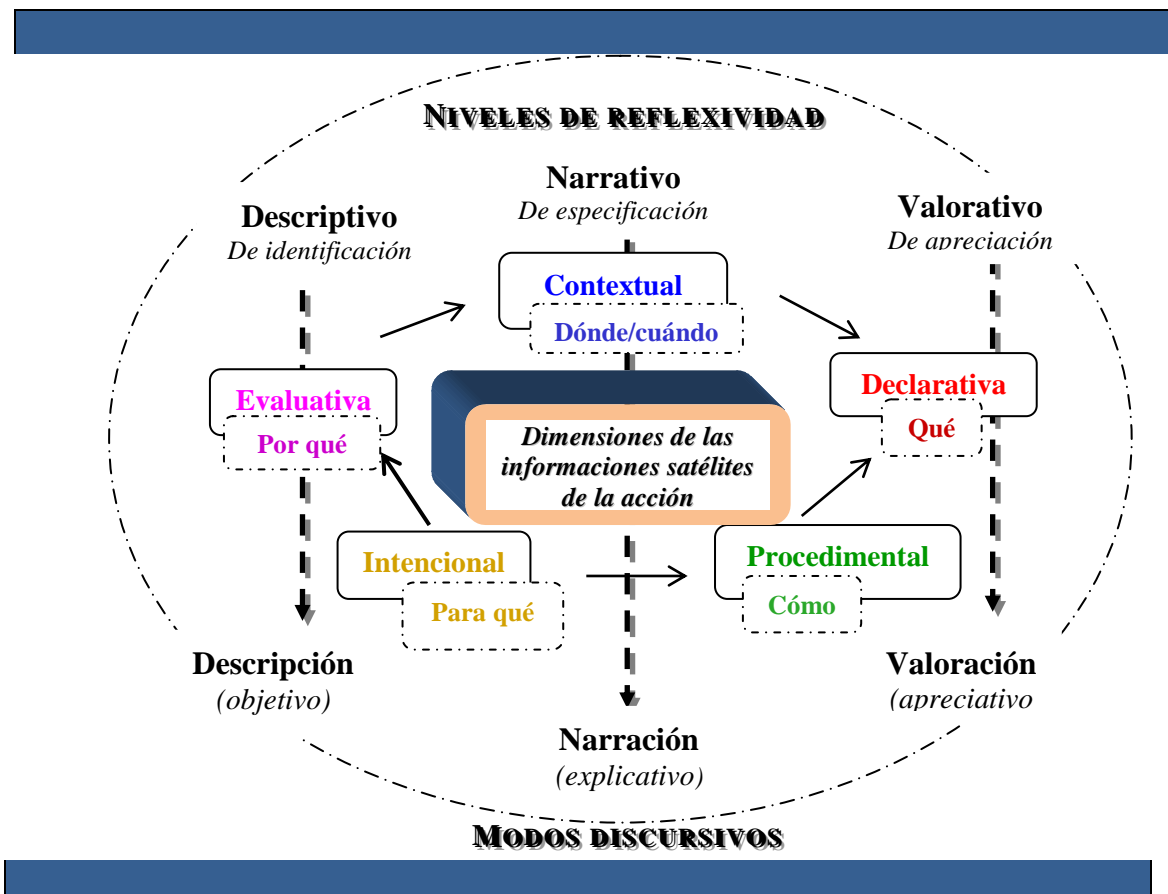 NIVELES DE REFLEXIVIDAD
Narrativo
De especificación
Descriptivo
De identificación
Valorativo
De apreciación
Contextual
Dónde/cuándo
Evaluativa
Por qué
Declarativa
Qué
Dimensiones de las
informaciones satélites
de la acción
Intencional
Para qué
Procedimental
Cómo
Descripción
(objetivo)
Valoración
(apreciativo
Narración
(explicativo)
MODOS DISCURSIVOS